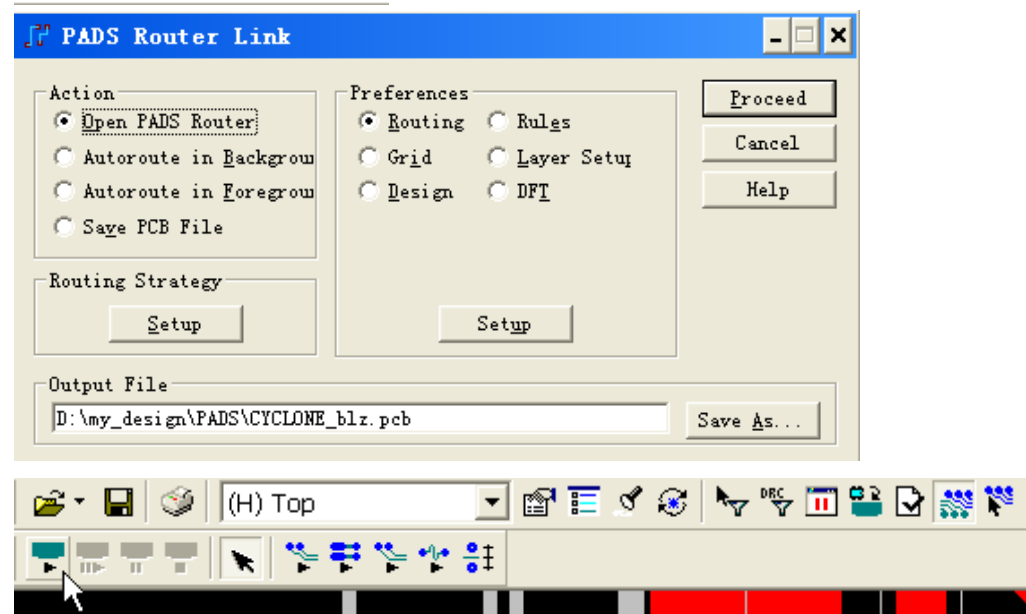 PADS Router Link
Action
Open PADS Router
Autoroute in Backgrou
Autoroute in Foregrou
Save PCB File
Preferences
Routing
Rules
Grid
Layer Setup
Design
DFT
Proceed
Cancel
Help
Routing Strategy
Setup
Setup
Output File
D:\my_design\PADS\CYCLONE_blz.pcb
Save As...
(H) Top
DRC